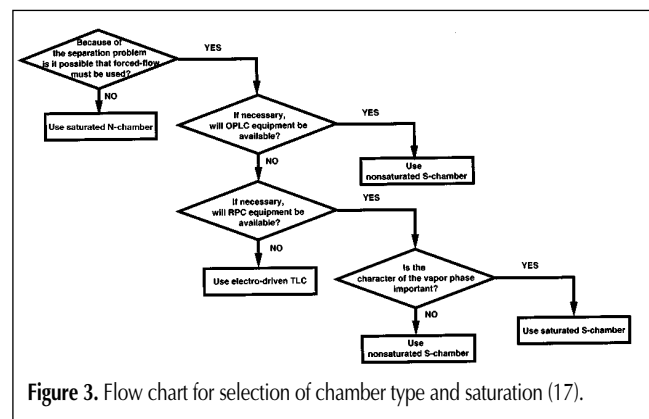 Because of
the separation problem
is it possible that forced-flow
must be used?
YES
NO
Use saturated N-chamber
If necessary,
will OPLC equipment be
available?
YES
NO
Use
nonsaturated S-chamber
If necessary,
will RPC equipment be
available?
YES
NO
Use electro-driven TLC
Is the
character of the vapor phase
important?
YES
NO
Use saturated S-chamber
Use
nonsaturated S-chamber
Figure 3. Flow chart for selection of chamber type and saturation (17).